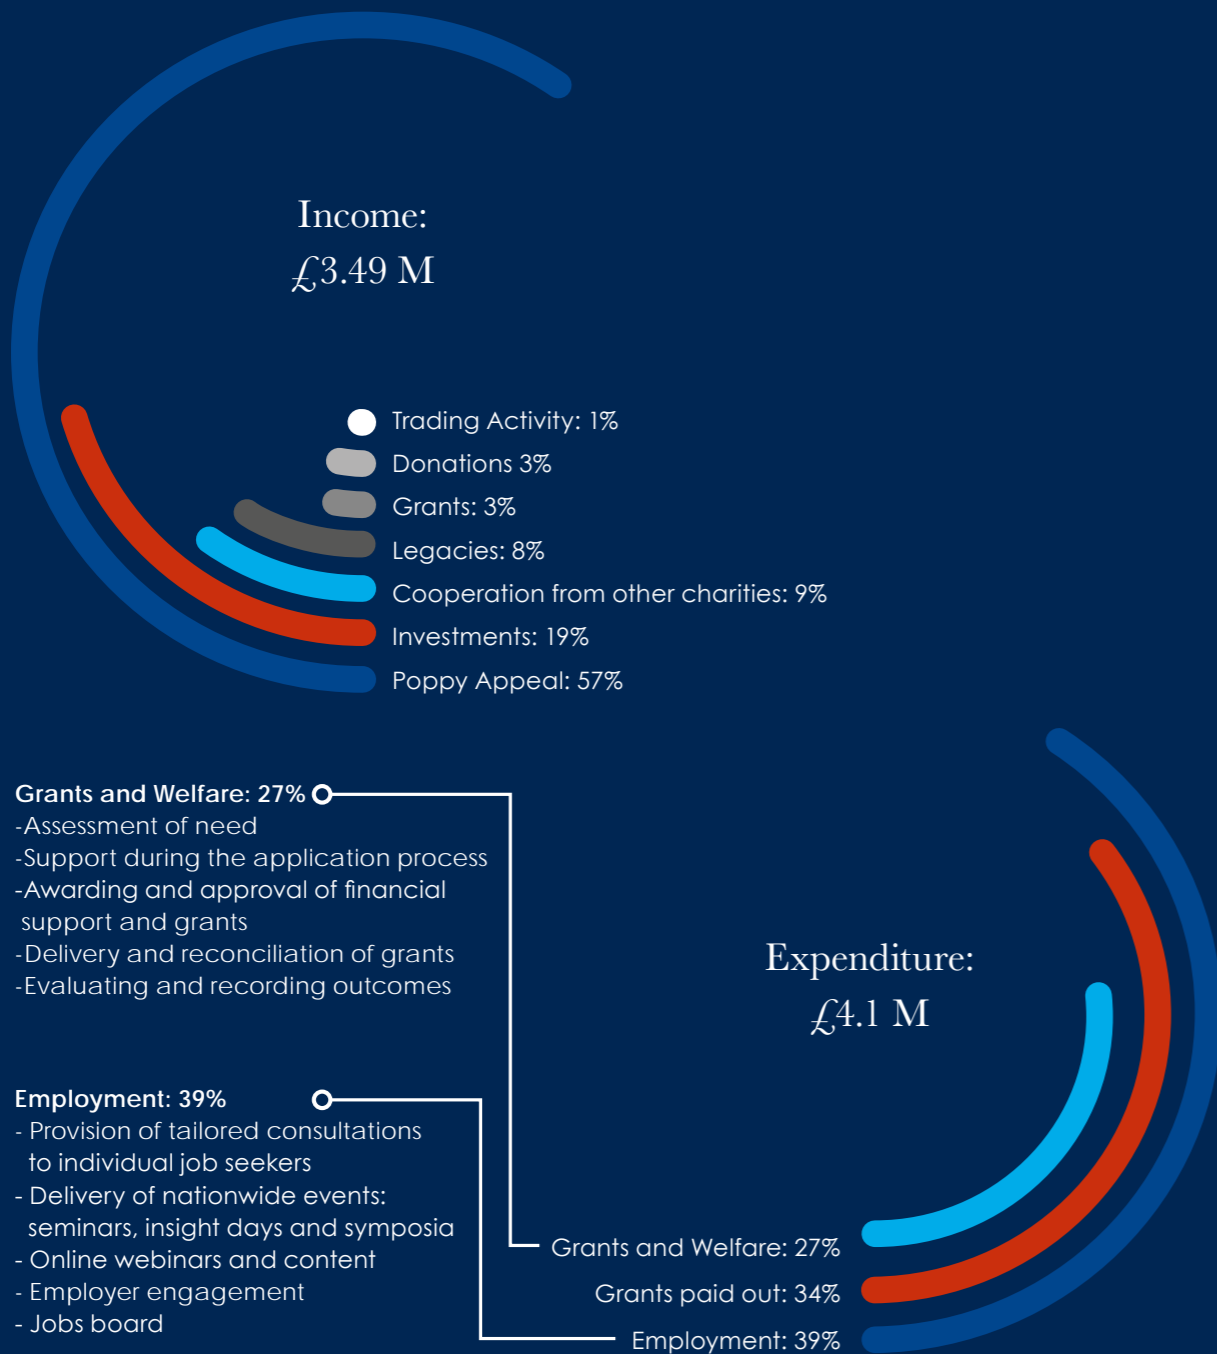 Income:
£3.49 M
Trading Activity: 1%
Donations 3%
Grants: 3%
Legacies: 8%
Cooperation from other charities: 9%
Investments: 19%
Poppy Appeal: 57%
Grants and Welfare: 27%
-Assessment of need
-Support during the application process
-Awarding and approval of financial
support and grants
-Delivery and reconciliation of grants
-Evaluating and recording outcomes
Employment: 39%
- Provision of tailored consultations
to individual job seekers
- Delivery of nationwide events:
seminars, insight days and symposia
- Online webinars and content
- Employer engagement
- Jobs board
Expenditure:
£4.1 M
Grants and Welfare: 27%
Grants paid out: 34%
Employment: 39%